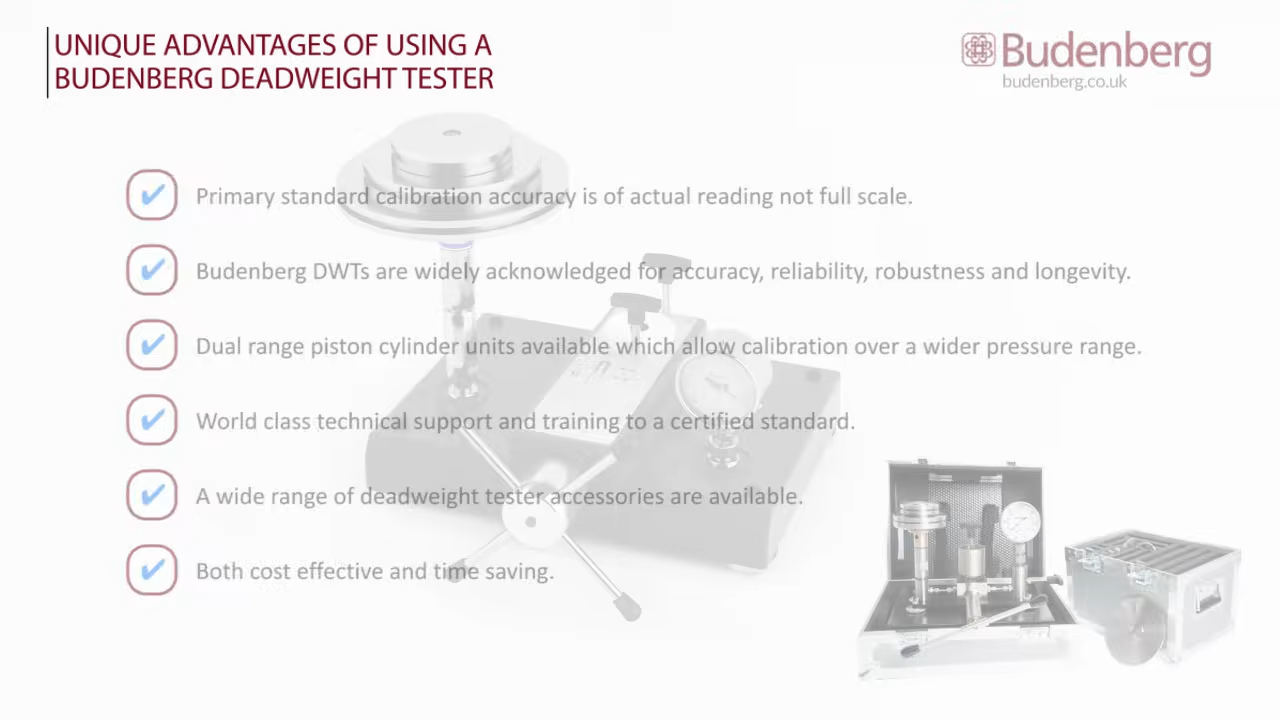 UNIQUE ADVANTAGES OF USING A
BUDENBERG DEADWEIGHT TESTER
Budenberg
budenberg.co.uk
Primary standard calibration accuracy is of actual reading not full scale.
Budenberg DWTs are widely acknowledged for accuracy, reliability, robustness and longevity.
Dual range piston cylinder units available which allow calibration over a wider pressure range.
World class technical support and training to a certified standard.
A wide range of deadweight tester accessories are available.
Both cost effective and time saving.